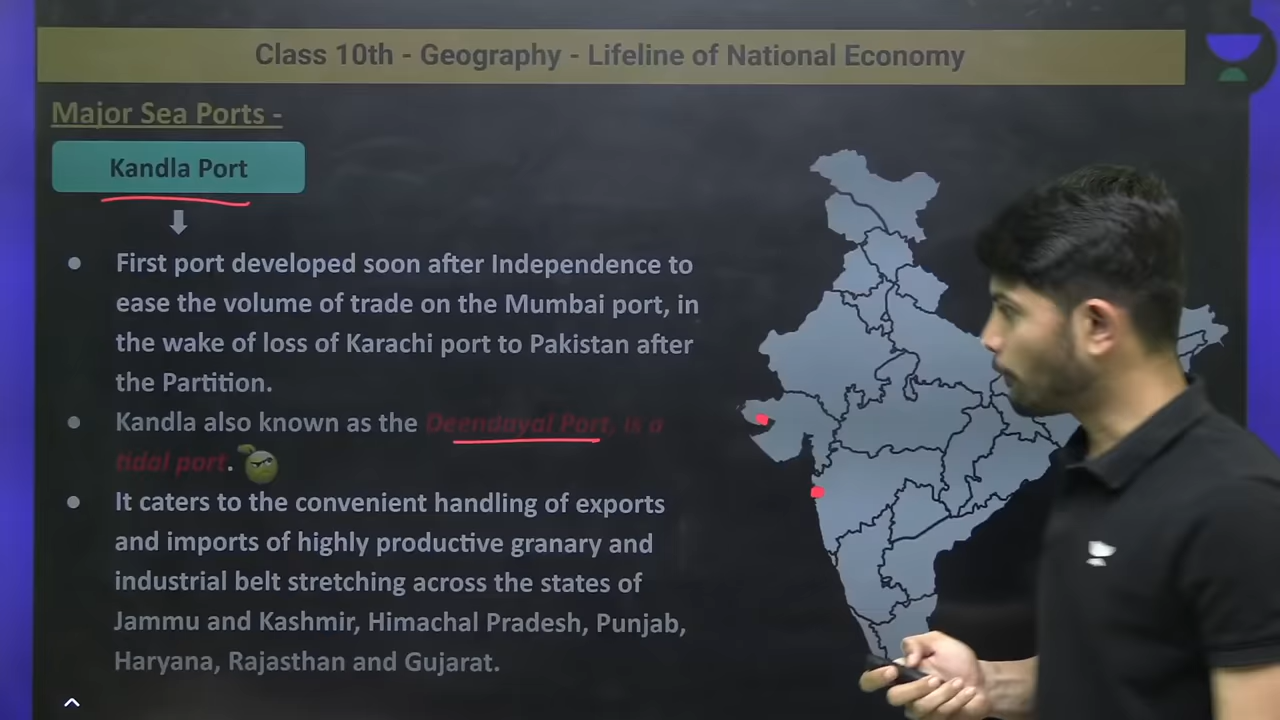 Class 10th - Geography - Lifeline of National Economy
Major Sea Ports -
Kandla Port
First port developed soon after Independence to
ease the volume of trade on the Mumbai port, in
the wake of loss of Karachi port to Pakistan after
the Partition.
Kandla also known as the Deendayal Port, is a
tidal port.
It caters to the convenient handling of exports
and imports of highly productive granary and
industrial belt stretching across the states of
Jammu and Kashmir, Himachal Pradesh, Punjab,
Haryana, Rajasthan and Gujarat.